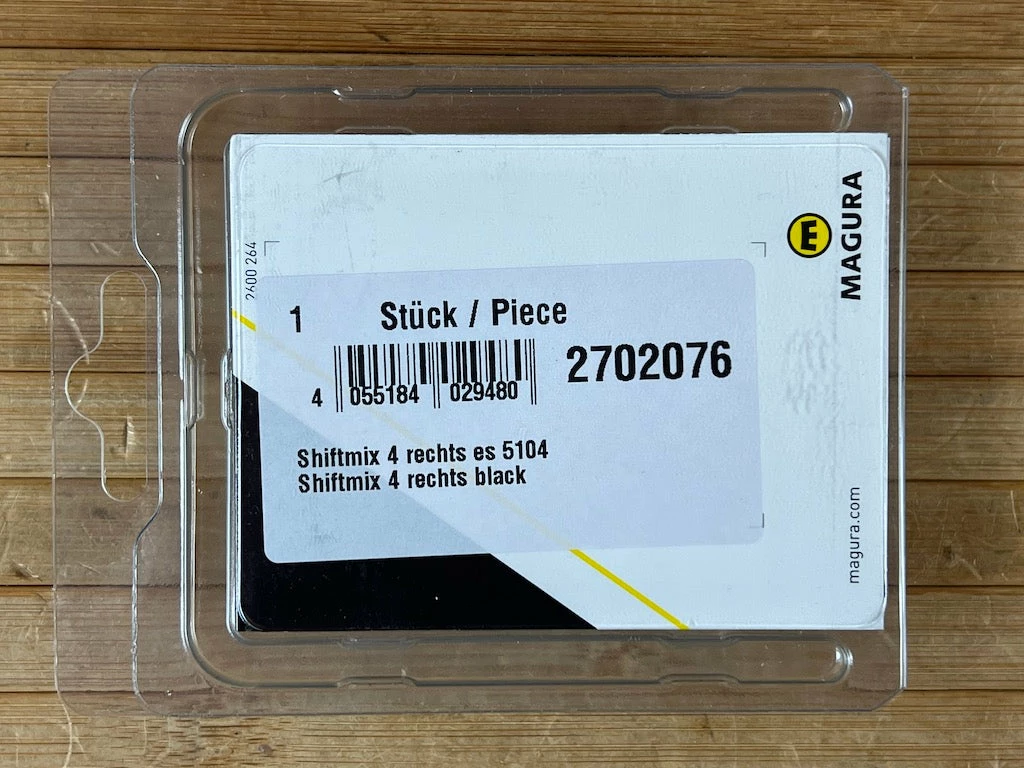 2600 264
1 Stück / Piece
4 055184 029480
2702076
Shiftmix 4 rechts es 5104
Shiftmix 4 rechts black
E
MAGURA
magura.com